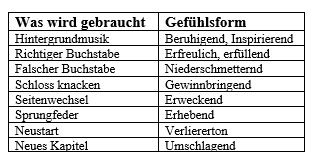 Was wird gebraucht Gefühlsform
Hintergrundmusik Beruhigend, Inspirierend
Richtiger Buchstabe Erfreulich, erfüllend
Falscher Buchstabe Niederschmetternd
Schloss knacken Gewinnbringend
Seitenwechsel Erweckend
Sprungfeder Erhebend
Neustart Verliererton
Neues Kapitel Umschlagend